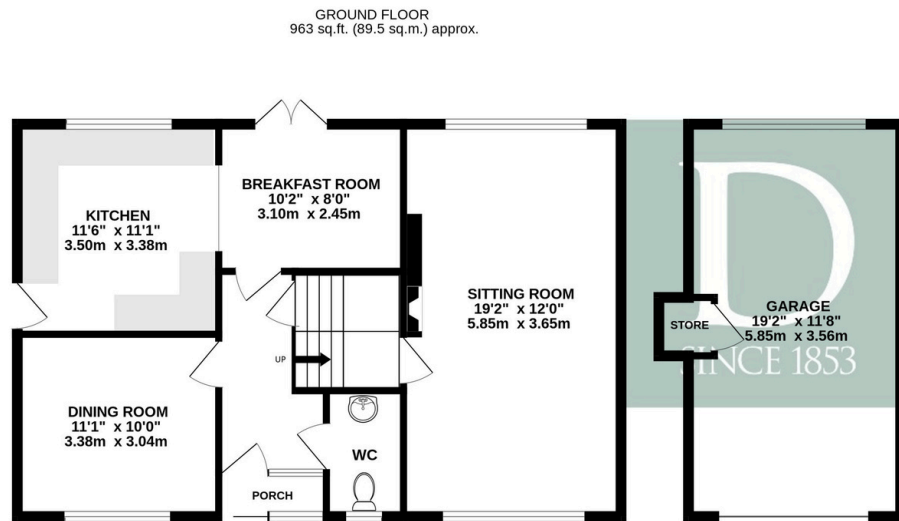 GROUND FLOOR
963 sq.ft. (89.5 sq.m.) approx.
BREAKFAST ROOM
10'2" x 8'0"
3.10m x 2.45m
KITCHEN
11'6" x 11'1"
3.50m x 3.38m
SITTING ROOM
19'2" x 12'0"
5.85m x 3.65m
GARAGE
19'2" x 11'8"
5.85m x 3.56m
STORE
D
SINCE 1853
UP
DINING ROOM
11'1" x 10'0"
3.38m x 3.04m
WC
PORCH